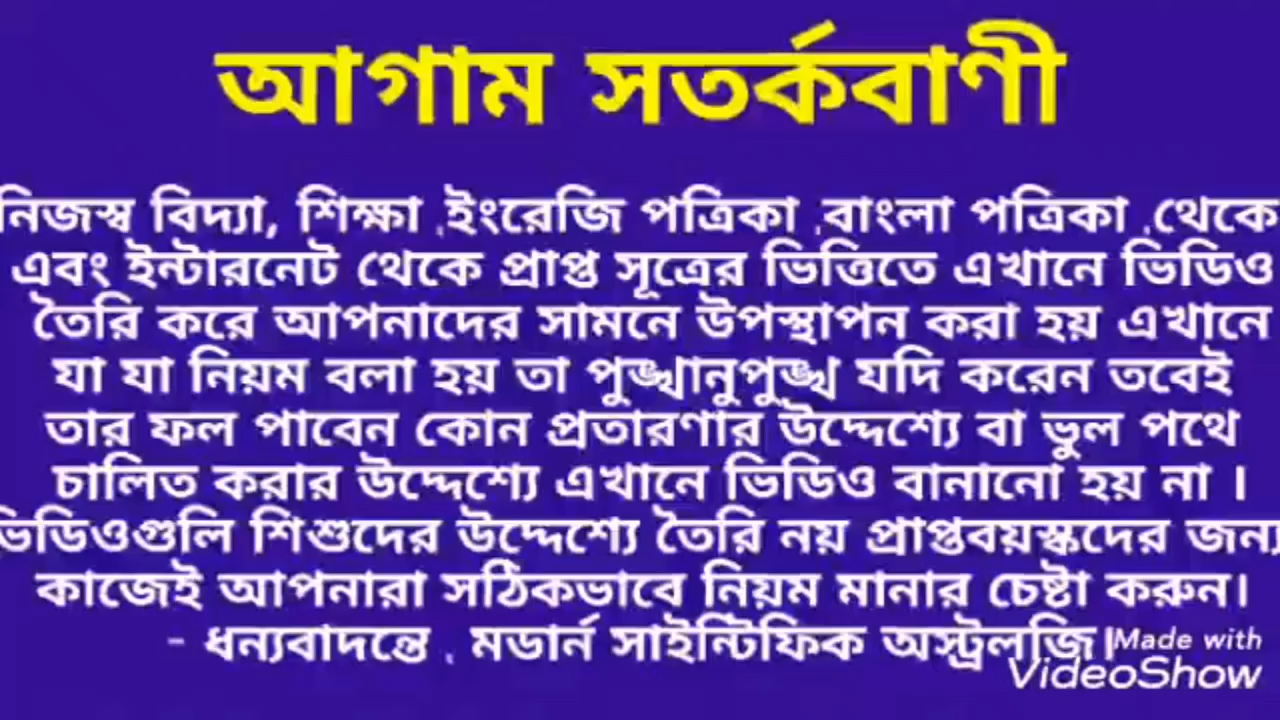 আগাম সতর্কবাণী
নিজস্ব বিদ্যা, শিক্ষা ,ইংরেজি পত্রিকা ,বাংলা পত্রিকা ,থেকে
এবং ইন্টারনেট থেকে প্রাপ্ত সূত্রের ভিত্তিতে এখানে ভিডিও
তৈরি করে আপনাদের সামনে উপস্থাপন করা হয় এখানে
যা যা নিয়ম বলা হয় তা পুঙ্খানুপুঙ্খ যদি করেন তবেই
তার ফল পাবেন কোন প্রতারণার উদ্দেশ্যে বা ভুল পথে
চালিত করার উদ্দেশ্যে এখানে ভিডিও বানানো হয় না ।
ভিডিওগুলি শিশুদের উদ্দেশ্যে তৈরি নয় প্রাপ্তবয়স্কদের জন্য
কাজেই আপনারা সঠিকভাবে নিয়ম মানার চেষ্টা করুন।
- ধন্যবাদন্তে , মডার্ন সাইন্টিফিক অস্ট্রলজি।
Made with
VideoShow